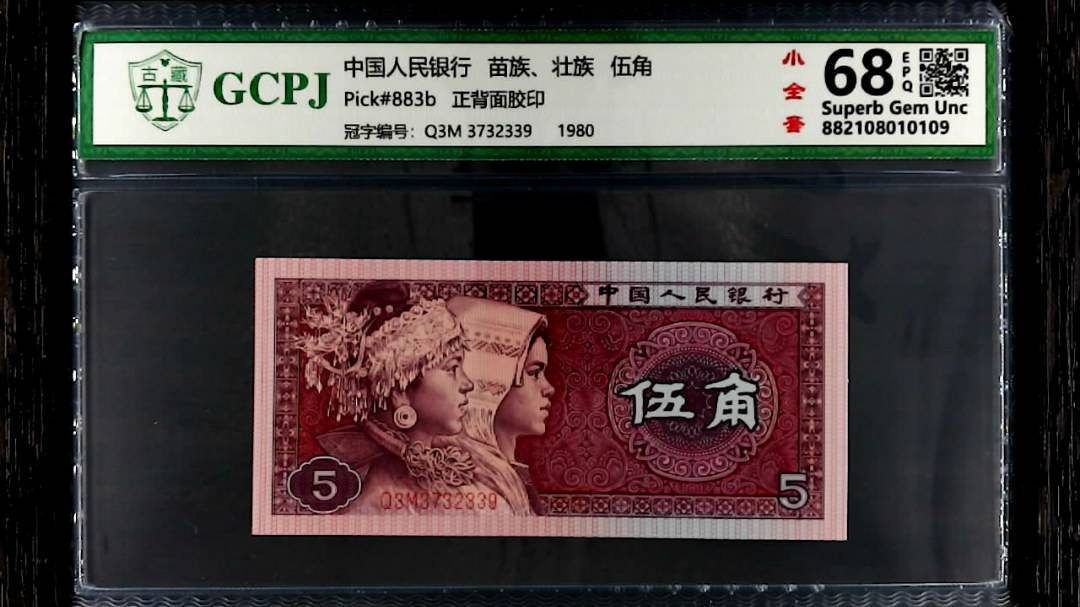 古藏
GCPJ
中国人民银行 苗族、壮族 伍角
Pick#883b 正背面胶印
冠字编号: Q3M 3732339 1980
小全套
68
EPQ
Superb Gem Unc
882108010109
中国人民银行
伍角
5
Q3M3732339
5